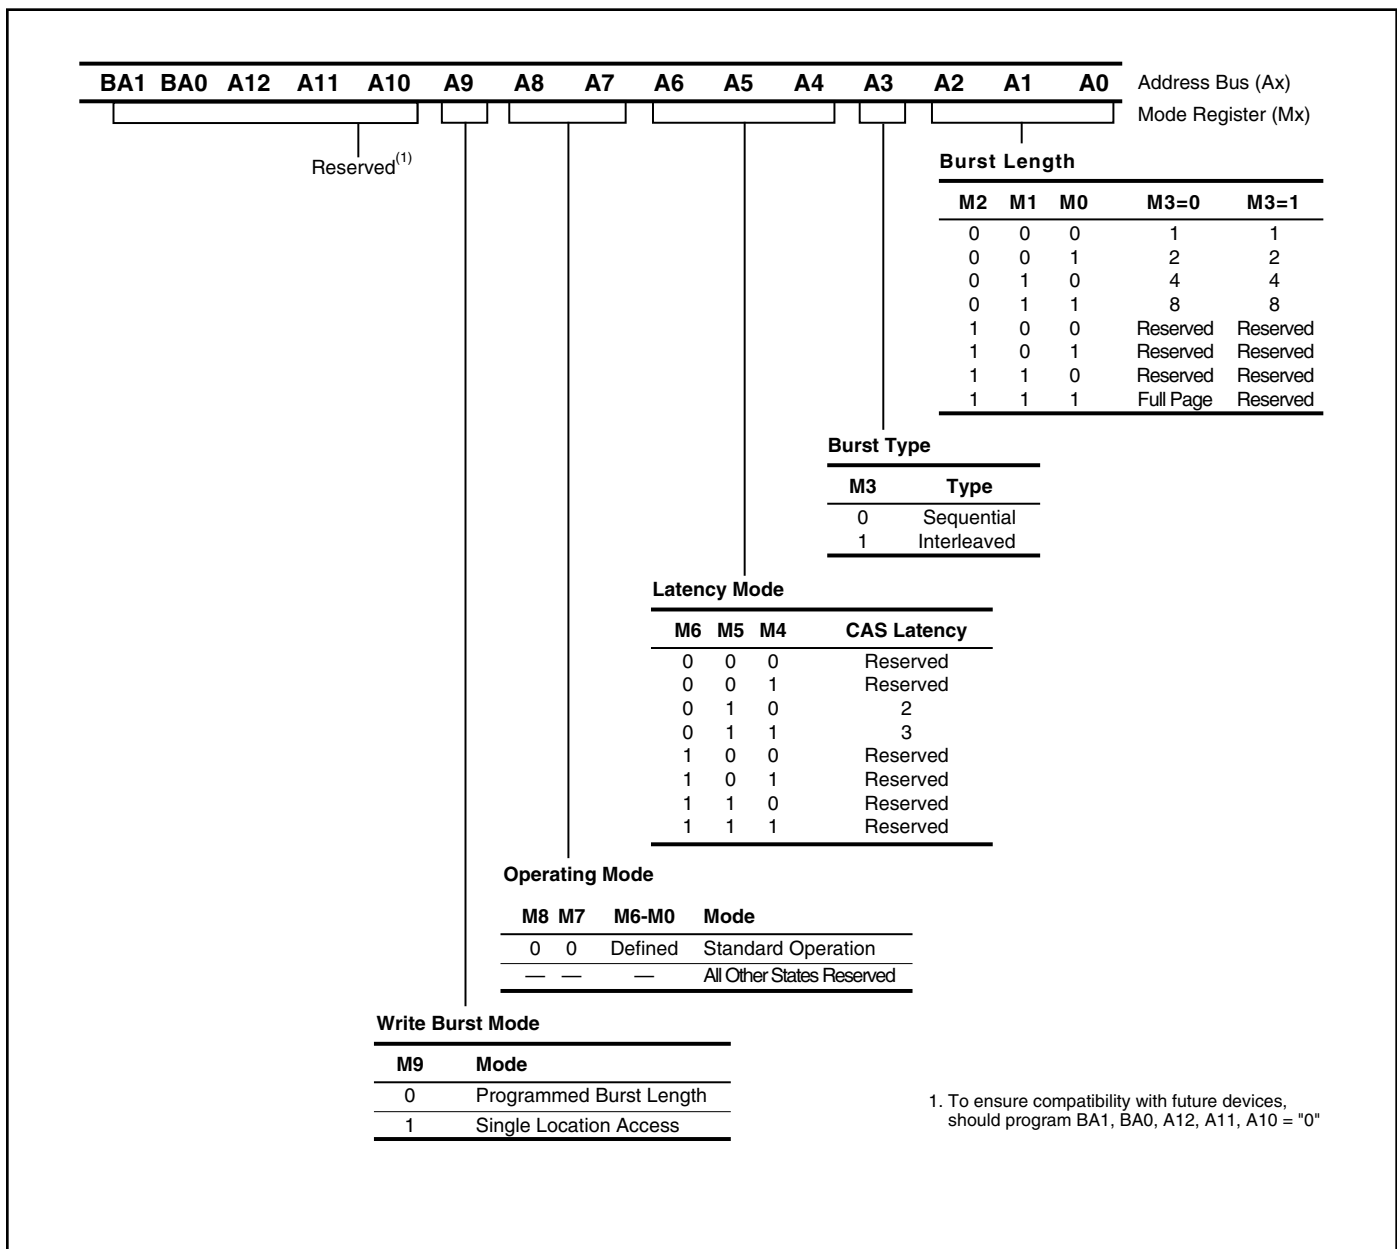 BA1 BA0 A12 A11 A10 A9 A8 A7 A6 A5 A4 A3 A2 A1 A0 Address Bus (Ax)
Mode Register (Mx)
Reserved(1)
Burst Length
M2 M1 M0 M3=0 M3=1
0 0 0 1 1
0 0 1 2 2
0 1 0 4 4
0 1 1 8 8
1 0 0 Reserved Reserved
1 0 1 Reserved Reserved
1 1 0 Reserved Reserved
1 1 1 Full Page Reserved
Burst Type
M3 Type
0 Sequential
1 Interleaved
Latency Mode
M6 M5 M4 CAS Latency
0 0 0 Reserved
0 0 1 Reserved
0 1 0 2
0 1 1 3
1 0 0 Reserved
1 0 1 Reserved
1 1 0 Reserved
1 1 1 Reserved
Operating Mode
M8 M7 M6-M0 Mode
0 0 Defined Standard Operation
— — — All Other States Reserved
Write Burst Mode
M9 Mode
0 Programmed Burst Length
1 Single Location Access
1. To ensure compatibility with future devices,
should program BA1, BA0, A12, A11, A10 = "0"